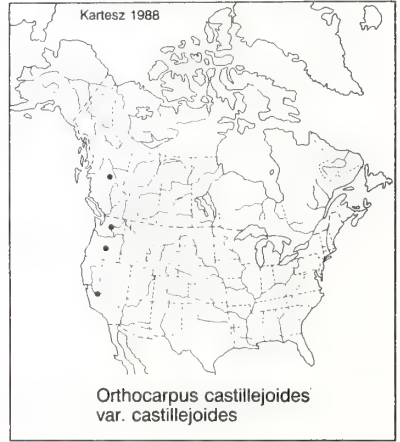 Kartesz 1988
Orthocarpus castillejoides
var. castillejoides